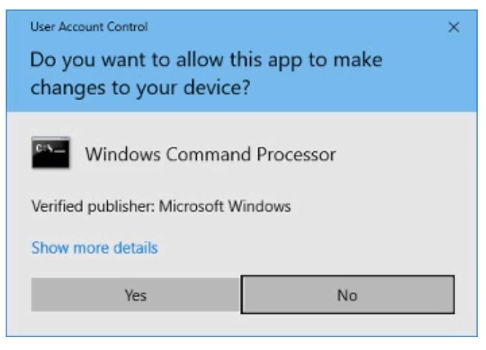 User Account Control
Do you want to allow this app to make
changes to your device?
C:\_
Windows Command Processor
Verified publisher: Microsoft Windows
Show more details
Yes
No